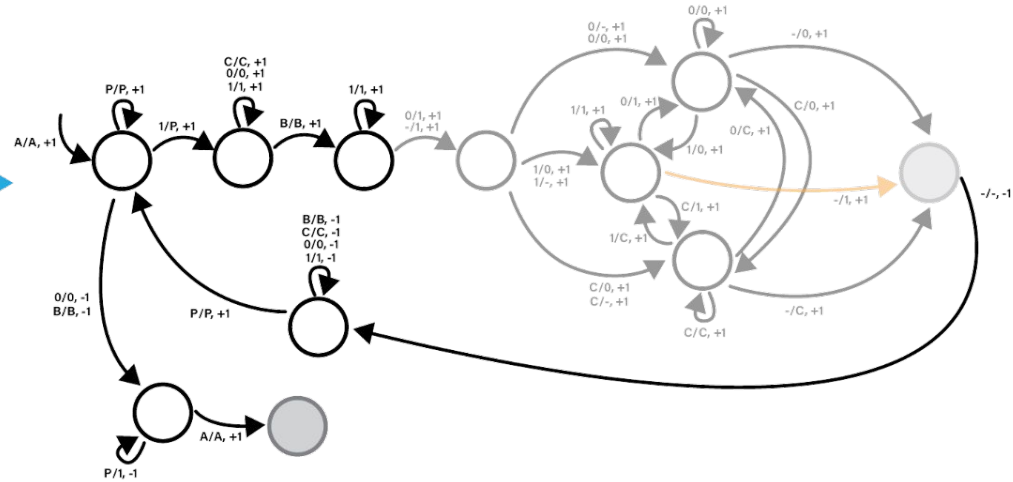 0/0, +1
0/-, +1
0/0, +1
-/0, +1
C/C, +1
0/0, +1
1/1, +1
P/P, +1
1/1, +1
A/A, +1
1/P, +1
B/B, +1
0/1, +1
-/1, +1
1/1, +1
0/1, +1
C/0, +1
0/C, +1
1/0, +1
1/0, +1
1/-, +1
-/1, +1
-/-, -1
C/1, +1
1/C, +1
B/B, -1
C/C, -1
0/0, -1
1/1, -1
C/0, +1
C/-, +1
0/0, -1
B/B, -1
P/P, +1
-/C, +1
C/C, +1
A/A, +1
P/1, -1